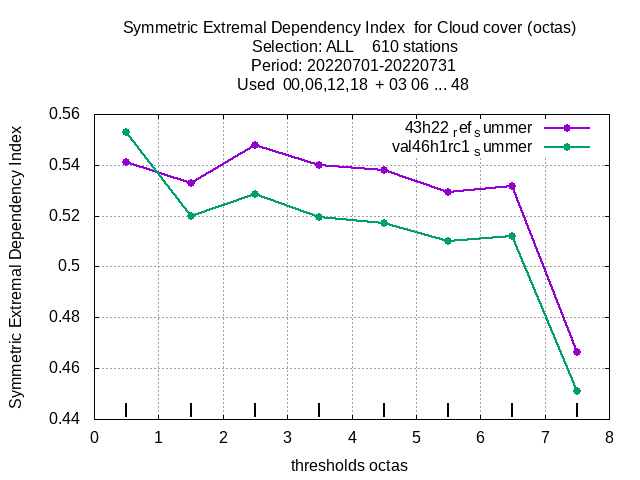 Symmetric Extremal Dependency Index for Cloud cover (octas)
Selection: ALL 610 stations
Period: 20220701-20220731
Used 00,06,12,18 + 03 06 ... 48
43h22 ref summer
val46h1rc1 summer
Symmetric Extremal Dependency Index
0.56
0.54
0.52
0.5
0.48
0.46
0.44
0 1 2 3 4 5 6 7 8
thresholds octas